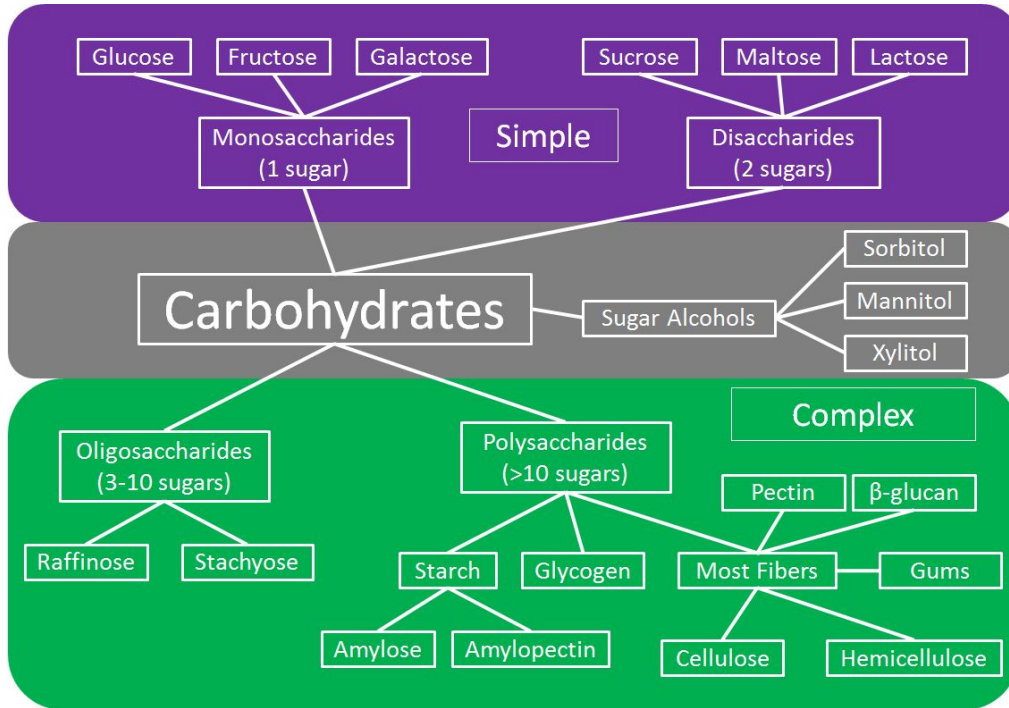 Glucose
Fructose
Galactose
Sucrose
Maltose
Lactose
Monosaccharides
(1 sugar)
Simple
Disaccharides
(2 sugars)
Sorbitol
Carbohydrates
Sugar Alcohols
Mannitol
Xylitol
Complex
Oligosaccharides
(3-10 sugars)
Polysaccharides
(>10 sugars)
Pectin
β-glucan
Raffinose
Stachyose
Starch
Glycogen
Most Fibers
Gums
Amylose
Amylopectin
Cellulose
Hemicellulose